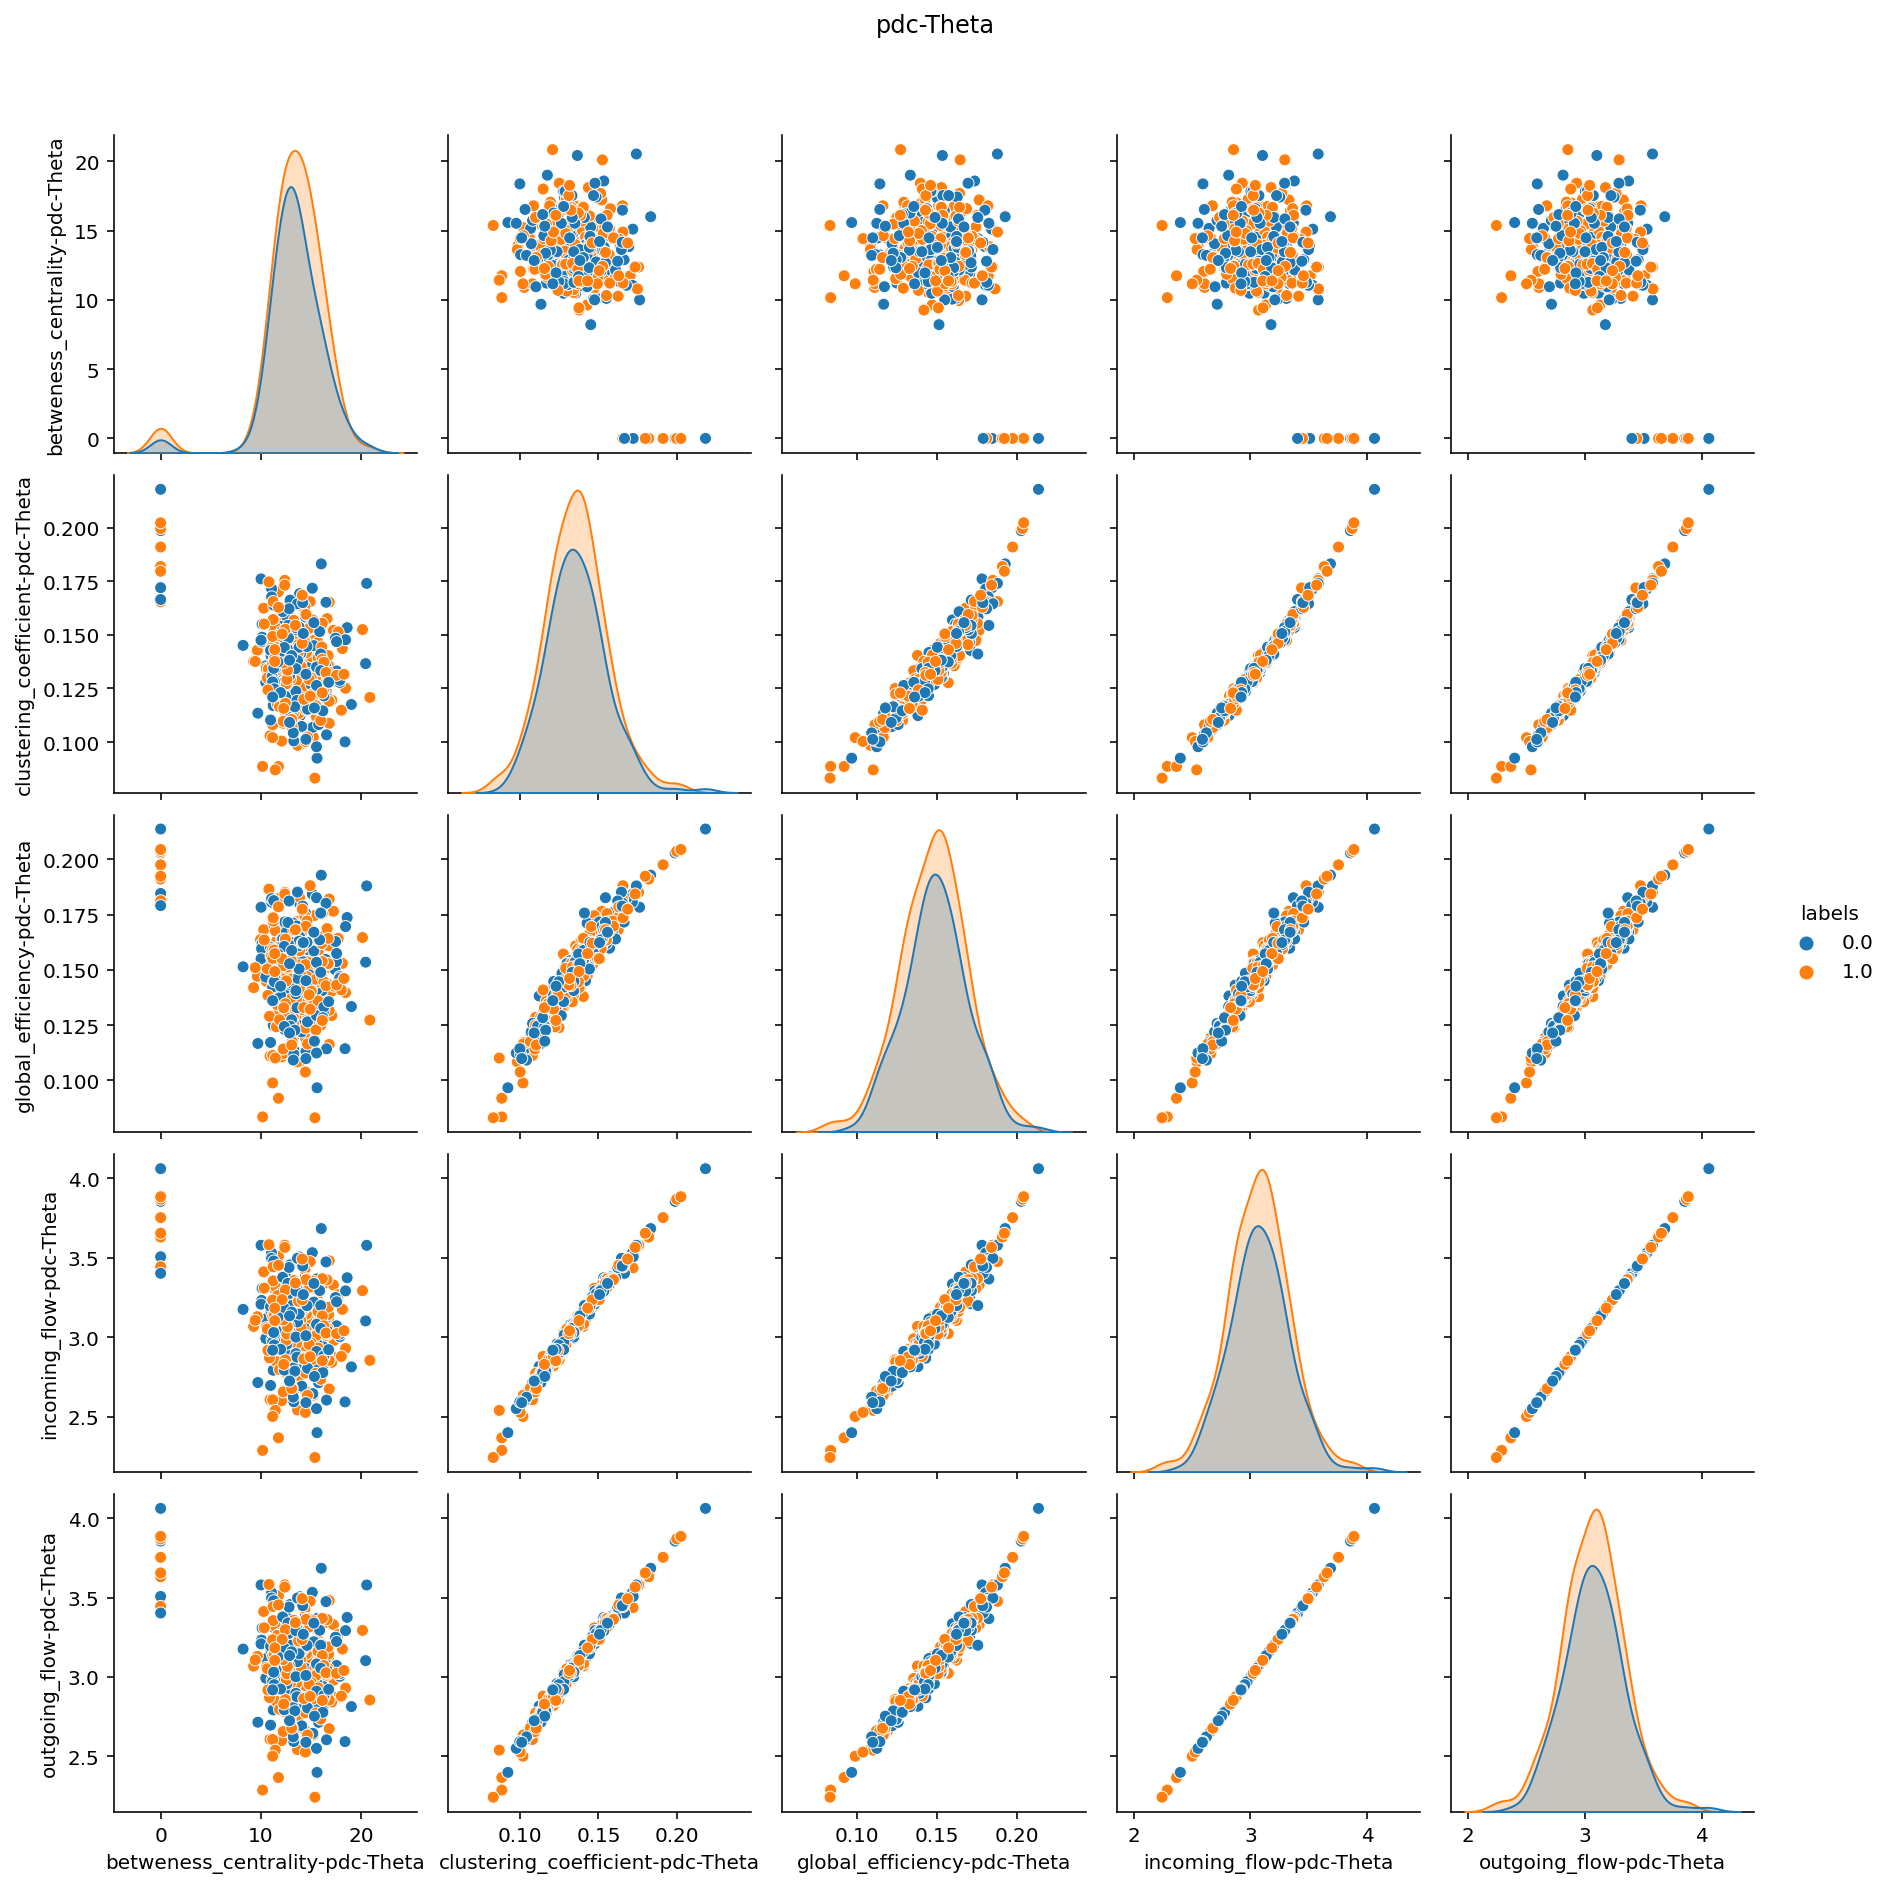 pdc-Theta
betweness_centrality-pdc-Theta
20
15
10
5
0
clustering_coefficient-pdc-Theta
0.200
0.175
0.150
0.125
0.100
global_efficiency-pdc-Theta
0.200
0.175
0.150
0.125
0.100
labels
0.0
1.0
incoming_flow-pdc-Theta
4.0
3.5
3.0
2.5
outgoing_flow-pdc-Theta
4.0
3.5
3.0
2.5
0 10 20 0.10 0.15 0.20 0.10 0.15 0.20 2 3 4 2 3 4
betweness_centrality-pdc-Theta clustering_coefficient-pdc-Theta global_efficiency-pdc-Theta incoming_flow-pdc-Theta outgoing_flow-pdc-Theta